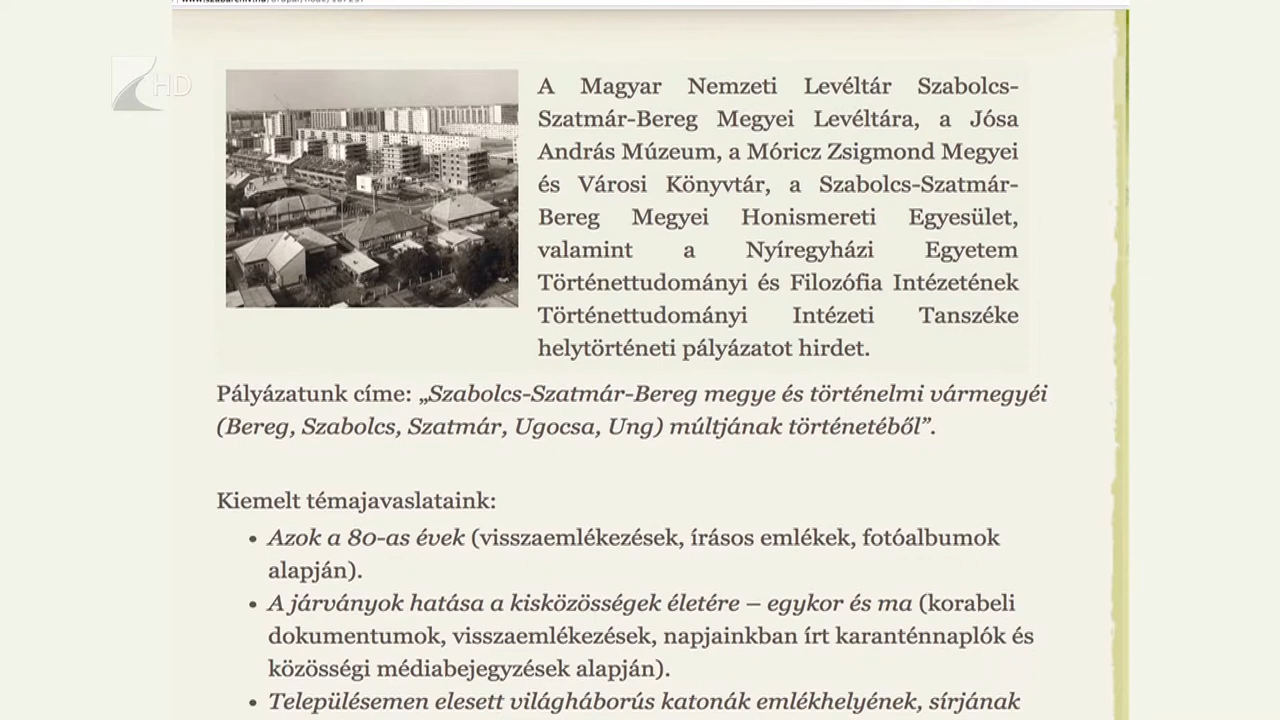 HD
A Magyar Nemzeti Levéltár Szabolcs-
Szatmár-Bereg Megyei Levéltára, a Jósa
András Múzeum, a Móricz Zsigmond Megyei
és Városi Könyvtár, a Szabolcs-Szatmár-
Bereg Megyei Honismereti Egyesület,
valamint a Nyíregyházi Egyetem
Történettudományi és Filozófia Intézetének
Történettudományi Intézeti Tanszéke
helytörténeti pályázatot hirdet.
Pályázatunk címe: „Szabolcs-Szatmár-Bereg megye és történelmi vármegyéi
(Bereg, Szabolcs, Szatmár, Ugocsa, Ung) múltjának történetéből”.
Kiemelt témajavaslataink:
• Azok a 80-as évek (visszaemlékezések, írásos emlékek, fotóalbumok
alapján).
• A járványok hatása a kisközösségek életére – egykor és ma (korabeli
dokumentumok, visszaemlékezések, napjainkban írt karanténnaplók és
közösségi médiabejegyzések alapján).
• Településemen elesett világháborús katonák emlékhelyének, sírjának